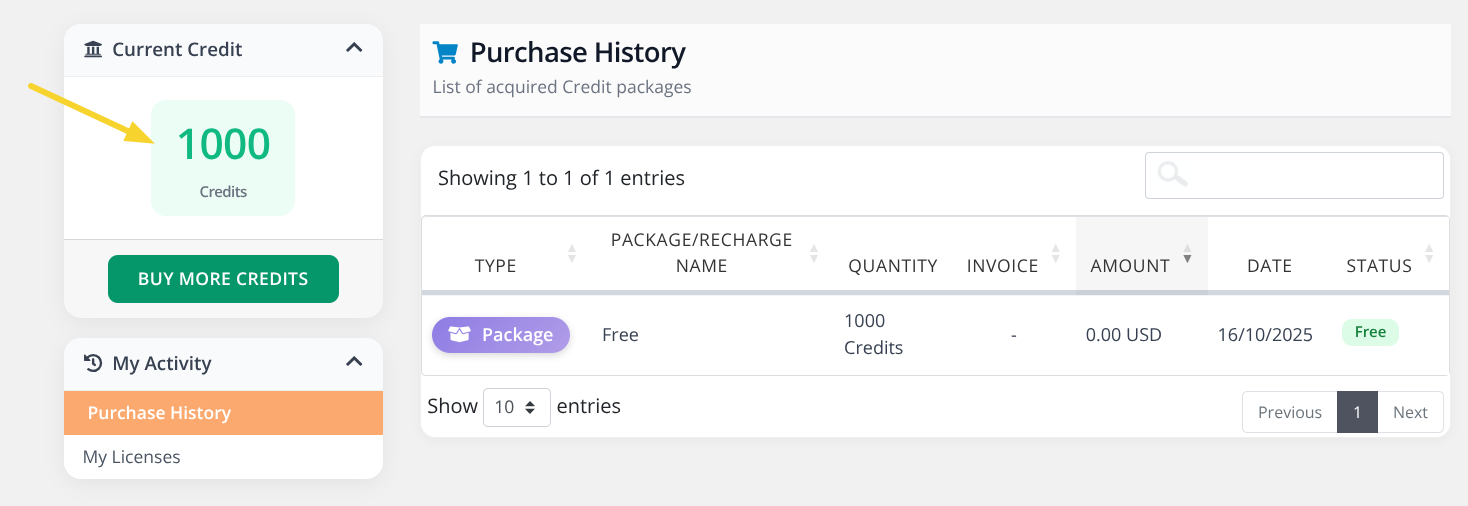 Current Credit
1000
Credits
BUY MORE CREDITS
My Activity
Purchase History
My Licenses
Purchase History
List of acquired Credit packages
Showing 1 to 1 of 1 entries
TYPE
PACKAGE/RECHARGE
NAME
QUANTITY
INVOICE
AMOUNT
DATE
STATUS
Package
Free
1000
Credits
-
0.00 USD
16/10/2025
Free
Show 10 entries
Previous 1 Next